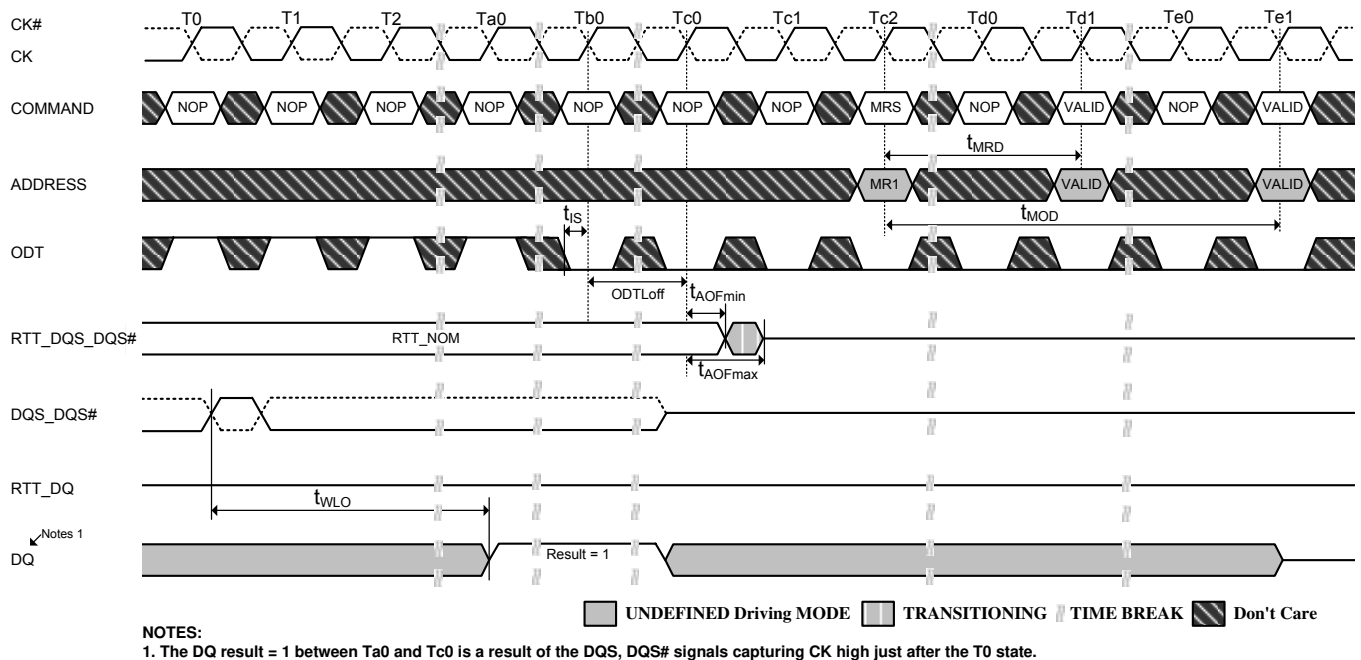 T0 T1 T2 Ta0 Tb0 Tc0 Tc1 Tc2 Td0 Td1 Te0 Te1
CK#
CK
COMMAND NOP NOP NOP NOP NOP NOP NOP MRS NOP VALID NOP VALID
tMRD
ADDRESS MR1 VALID VALID
tIS tMOD
ODT
ODTLoff tAOFmin
RTT_DQS_DQS# RTT_NOM
tAOFmax
DQS_DQS#
RTT_DQ
tWLO
Notes 1
DQ Result = 1
UNDEFINED Driving MODE TRANSITIONING TIME BREAK Don't Care
NOTES:
1. The DQ result = 1 between Ta0 and Tc0 is a result of the DQS, DQS# signals capturing CK high just after the T0 state.